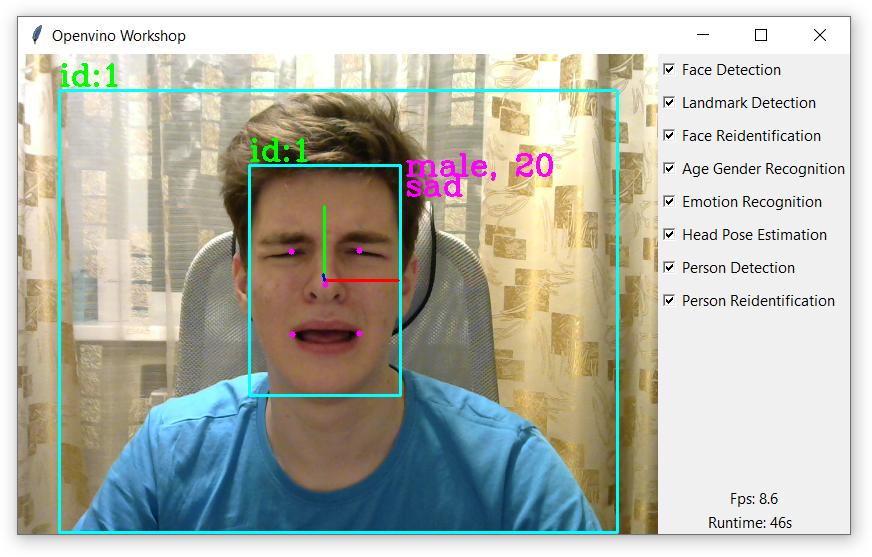 Openvino Workshop
id:1
id:1
male, 20
sad
Face Detection
Landmark Detection
Face Reidentification
Age Gender Recognition
Emotion Recognition
Head Pose Estimation
Person Detection
Person Reidentification
Fps: 8.6
Runtime: 46s